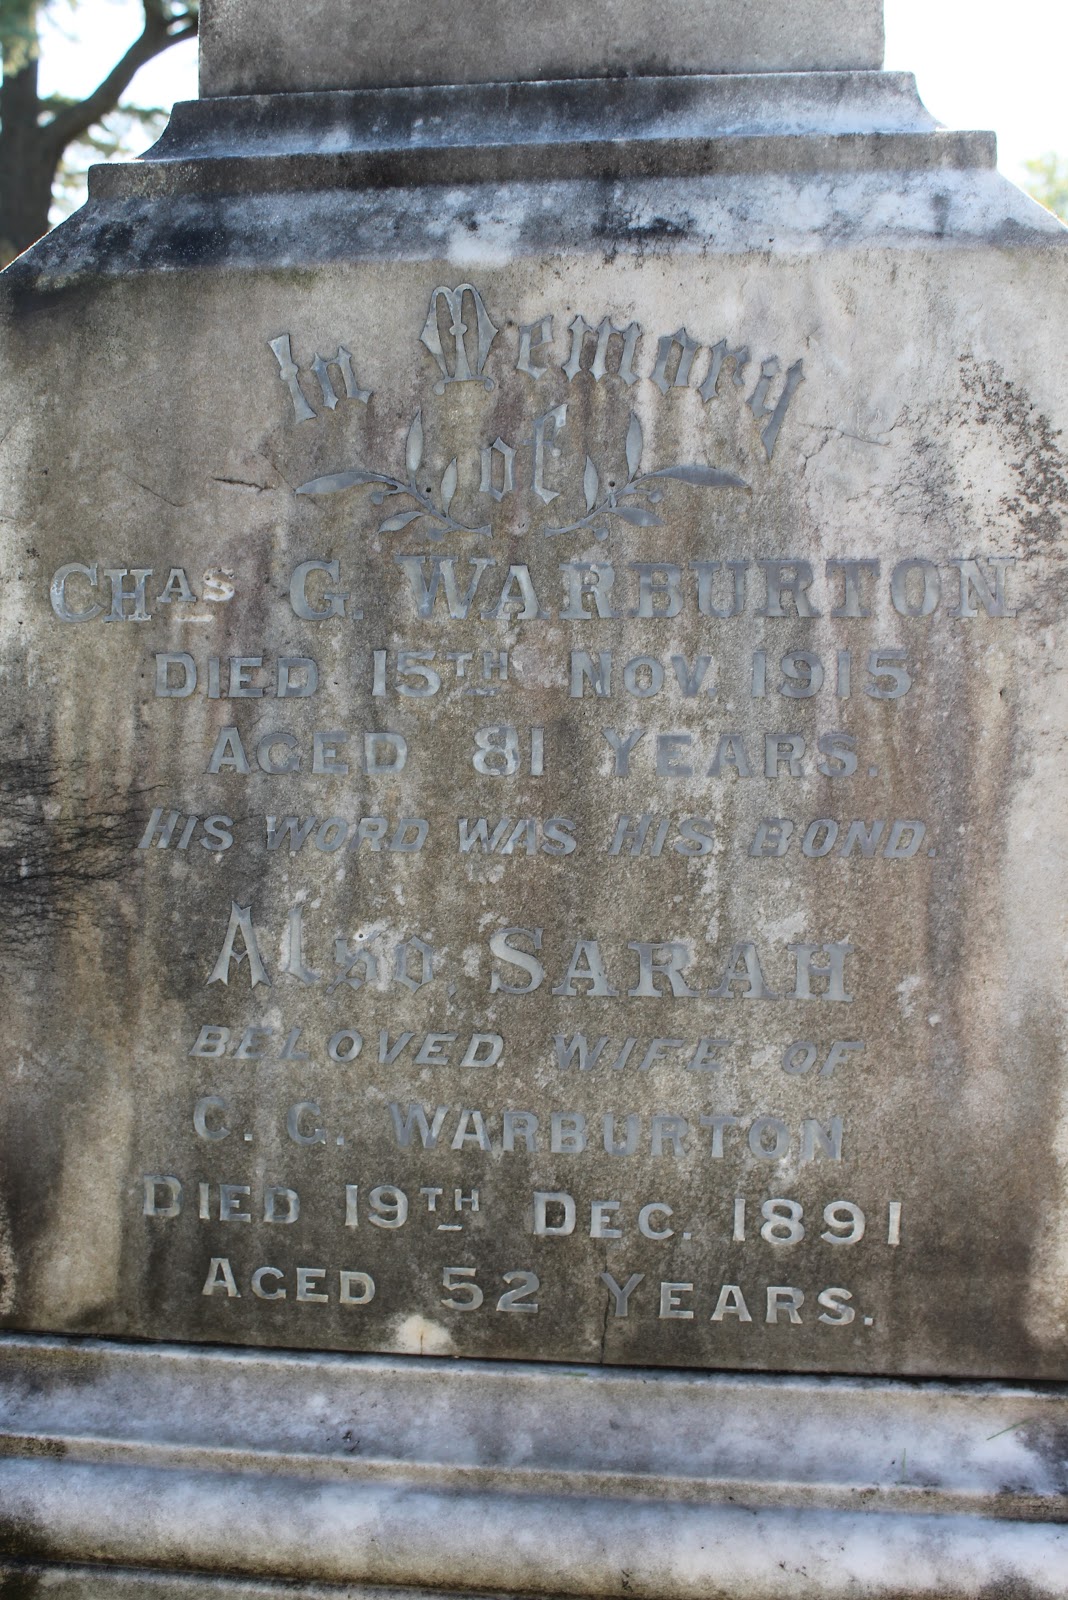 In Memory
of
CHAS G. WARBURTON
DIED 15TH NOV. 1915
AGED 81 YEARS.
HIS WORD WAS HIS BOND.
Also, SARAH
BELOVED WIFE OF
C. G. WARBURTON
DIED 19TH DEC. 1891
AGED 52 YEARS.